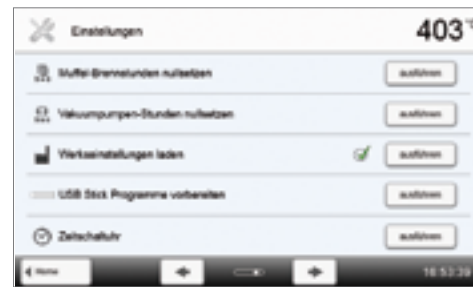 Einstellungen 403 °C
Muffel-Brennstunden nullsetzen ausführen
Vakuumpumpen-Stunden nullsetzen ausführen
Werkseinstellungen laden ausführen
USB Stick Programme vorbereiten ausführen
Zeitschaltuhr ausführen
Home 16:53:39